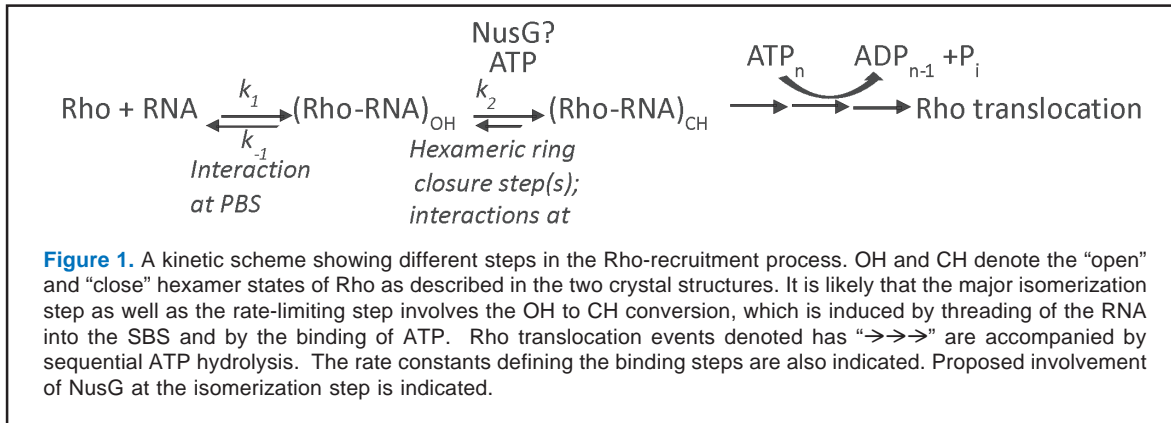 NusG?
ATP
ATPₙ ADPₙ₋₁ +Pᵢ
Rho + RNA k₁ k₋₁ (Rho-RNA)OH k₂ (Rho-RNA)CH Rho translocation
Interaction
at PBS
Hexameric ring
closure step(s);
interactions at
Figure 1. A kinetic scheme showing different steps in the Rho-recruitment process. OH and CH denote the “open”
and “close” hexamer states of Rho as described in the two crystal structures. It is likely that the major isomerization
step as well as the rate-limiting step involves the OH to CH conversion, which is induced by threading of the RNA
into the SBS and by the binding of ATP. Rho translocation events denoted has “→→→” are accompanied by
sequential ATP hydrolysis. The rate constants defining the binding steps are also indicated. Proposed involvement
of NusG at the isomerization step is indicated.